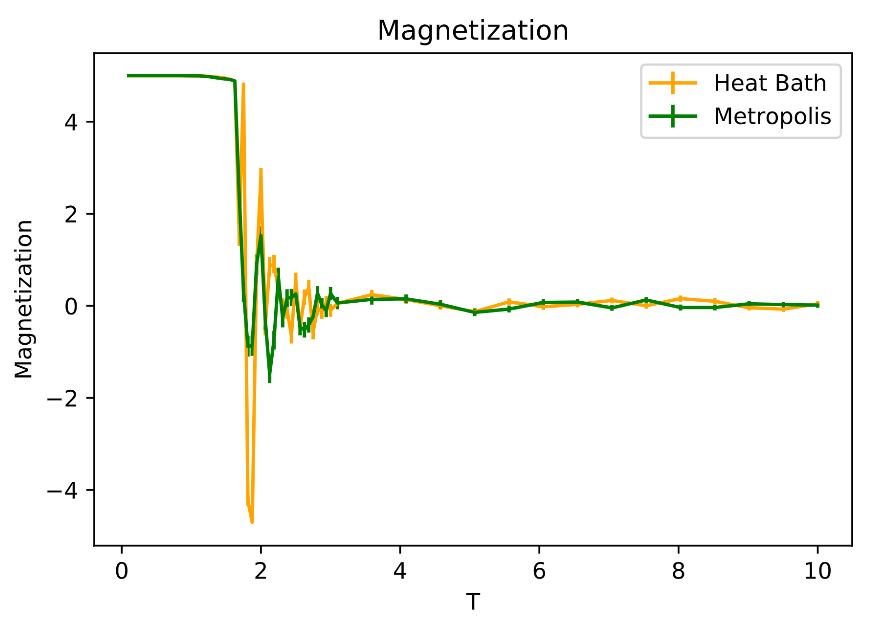 Magnetization
Heat Bath
Metropolis
Magnetization
4
2
0
−2
−4
0 2 4 6 8 10
T